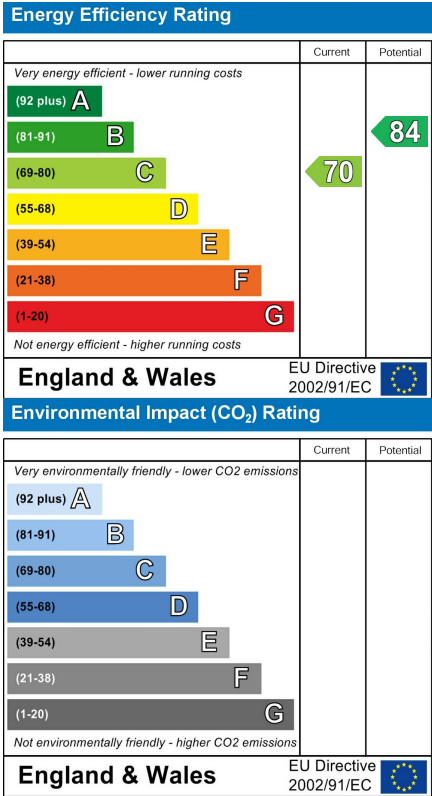 Energy Efficiency Rating
Current Potential
Very energy efficient - lower running costs
(92 plus) A
(81-91) B
84
(69-80) C
70
(55-68) D
(39-54) E
(21-38) F
(1-20) G
Not energy efficient - higher running costs
England & Wales
EU Directive
2002/91/EC
Environmental Impact (CO₂) Rating
Current Potential
Very environmentally friendly - lower CO2 emissions
(92 plus) A
(81-91) B
(69-80) C
(55-68) D
(39-54) E
(21-38) F
(1-20) G
Not environmentally friendly - higher CO2 emissions
England & Wales
EU Directive
2002/91/EC